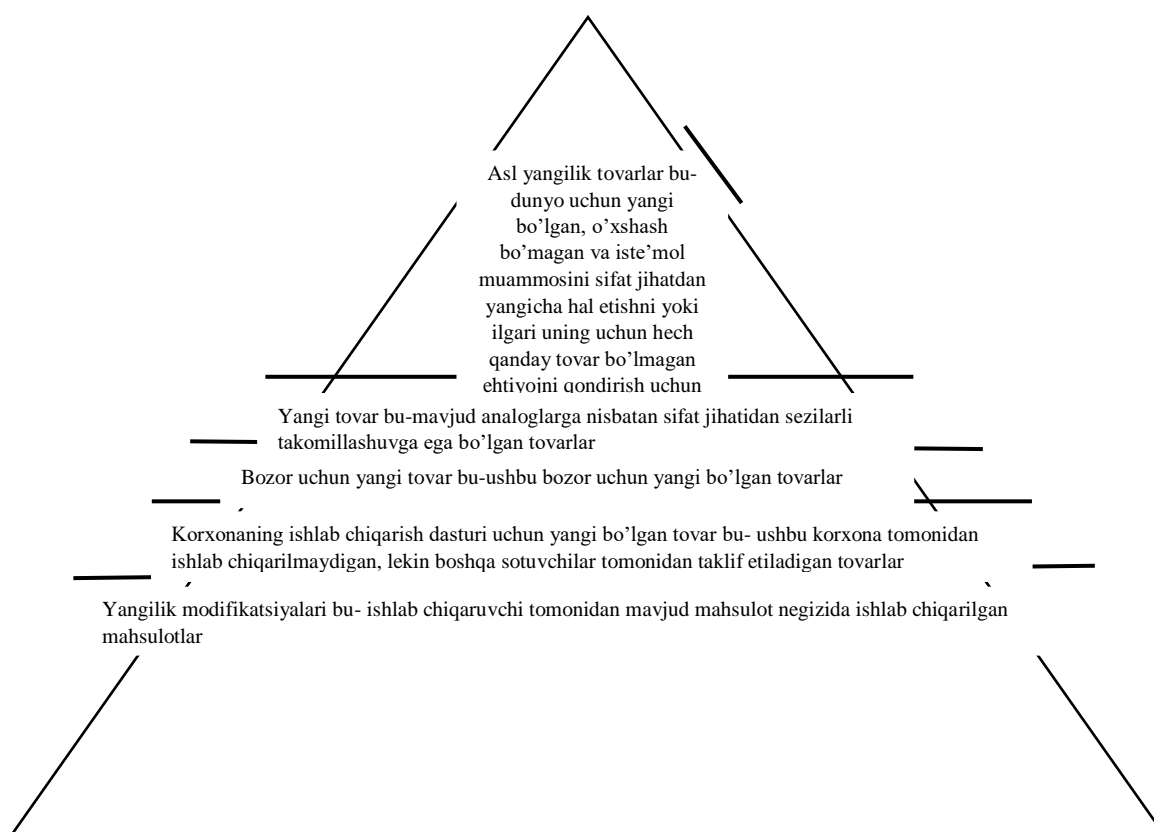 Asl yangilik tovarlar bu-
dunyo uchun yangi
bo’lgan, o’xshash
bo’magan va iste’mol
muammosini sifat jihatdan
yangicha hal etishni yoki
ilgari uning uchun hech
qanday tovar bo’lmagan
ehtiyojni qondirish uchun
Yangi tovar bu-mavjud analoglarga nisbatan sifat jihatidan sezilarli
takomillashuvga ega bo’lgan tovarlar
Bozor uchun yangi tovar bu-ushbu bozor uchun yangi bo’lgan tovarlar
Korxonaning ishlab chiqarish dasturi uchun yangi bo’lgan tovar bu- ushbu korxona tomonidan
ishlab chiqarilmaydigan, lekin boshqa sotuvchilar tomonidan taklif etiladigan tovarlar
Yangilik modifikatsiyalari bu- ishlab chiqaruvchi tomonidan mavjud mahsulot negizida ishlab chiqarilgan
mahsulotlar